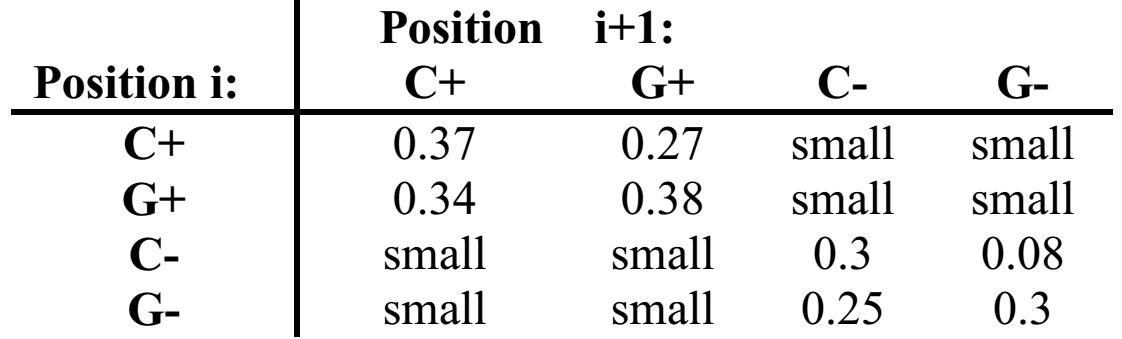 Position i+1:
Position i: C+ G+ C- G-
C+ 0.37 0.27 small small
G+ 0.34 0.38 small small
C- small small 0.3 0.08
G- small small 0.25 0.3